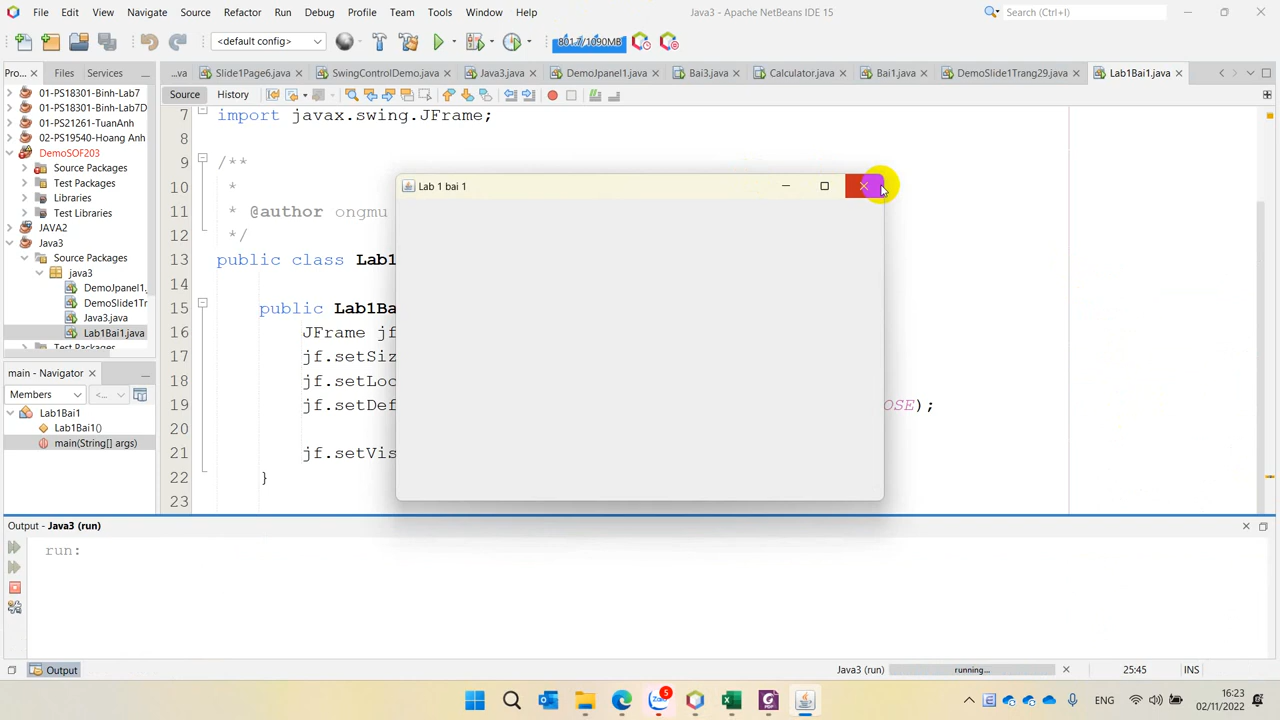 File Edit View Navigate Source Refactor Run Debug Profile Team Tools Window Help
Java3 - Apache NetBeans IDE 15
Search (Ctrl+I)
<default config>
801.7/1090MB
Pro... Files Services
...va Slide1Page6.java SwingControlDemo.java Java3.java DemoJpanel1.java Bai3.java Calculator.java Bai1.java DemoSlide1Trang29.java Lab1Bai1.java
Source History
01-PS18301-Binh-Lab7
01-PS18301-Binh-Lab7D
01-PS21261-TuanAnh
02-PS19540-Hoang Anh
DemoSOF203
Source Packages
Test Packages
Libraries
Test Libraries
JAVA2
Java3
Source Packages
java3
DemoJpanel1.
DemoSlide1Tr
Java3.java
Lab1Bai1.java
Test Packages
main - Navigator
Members
<...
Lab1Bai1
Lab1Bai1()
main(String[] args)
7 import javax.swing.JFrame;
8
9 /**
10 *
11 * @author ongmu
12 */
13 public class Lab1
14
15 public Lab1Ba
16 JFrame jf
17 jf.setSiz
18 jf.setLoc
19 jf.setDef OSE);
20
21 jf.setVis
22 }
23
Lab 1 bai 1
Output - Java3 (run)
run:
Output
Java3 (run) running... 25:45 INS
5
ENG
16:23
02/11/2022